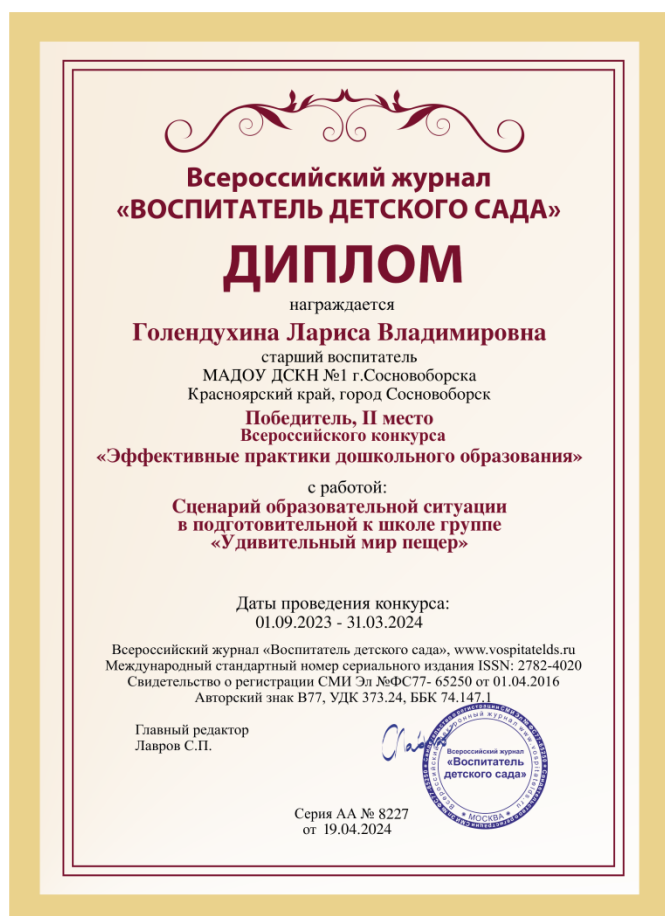 Всероссийский журнал
«ВОСПИТАТЕЛЬ ДЕТСКОГО САДА»
ДИПЛОМ
награждается
Голендухина Лариса Владимировна
старший воспитатель
МАДОУ ДСКН №1 г.Сосновоборска
Красноярский край, город Сосновоборск
Победитель, II место
Всероссийского конкурса
«Эффективные практики дошкольного образования»
с работой:
Сценарий образовательной ситуации
в подготовительной к школе группе
«Удивительный мир пещер»
Даты проведения конкурса:
01.09.2023 - 31.03.2024
Всероссийский журнал «Воспитатель детского сада», www.vospitatelds.ru
Международный стандартный номер сериального издания ISSN: 2782-4020
Свидетельство о регистрации СМИ Эл №ФС77- 65250 от 01.04.2016
Авторский знак В77, УДК 373.24, ББК 74.147.1
Главный редактор
Лавров С.П.
Всероссийский журнал
«Воспитатель
детского сада»
МОСКВА
Серия АА № 8227
от 19.04.2024